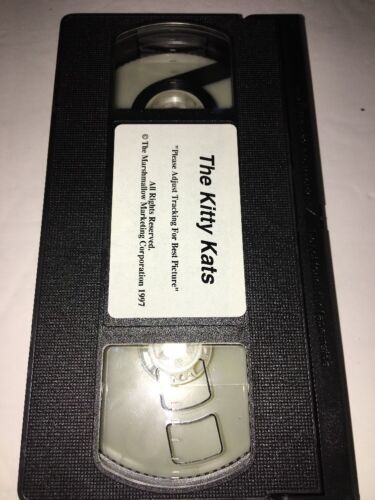 The Kitty Kats
"Please Adjust Tracking For Best Picture"
All Rights Reserved.
© The Marshmallow Marketing Corporation 1997